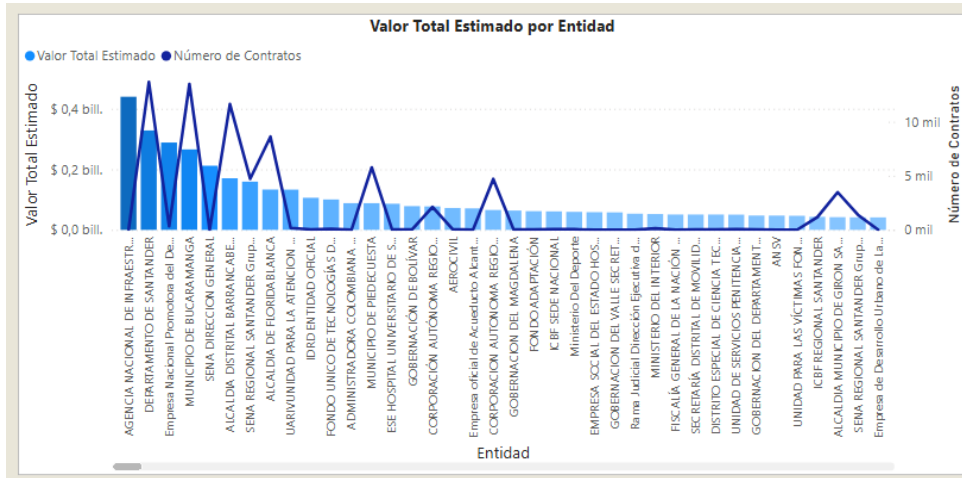 Valor Total Estimado por Entidad
Valor Total Estimado Número de Contratos
Valor Total Estimado
$ 0,4 bill.
$ 0,2 bill.
$ 0,0 bill.
10 mil
5 mil
0 mil
Número de Contratos
AGENCIA NACIONAL DE INFRAESTR...
DEPARTAMENTO DE SANTANDER
Empresa Nacional Promotora del De...
MUNICIPIO DE BUCARAMANGA
SENA DIRECCION GENERAL
ALCALDIA DISTRITAL BARRANCABE...
SENA REGIONAL SANTANDER Grup...
ALCALDIA DE FLORIDABLANCA
UARIVUNIDAD PARA LA ATENCION ...
IDRD ENTIDAD OFICIAL
FONDO UNICO DE TECNOLOGÍAS D...
ADMINISTRADORA COLOMBIANA ...
MUNICIPIO DE PIEDECUESTA
ESE HOSPITAL UNIVERSITARIO DE S...
GOBERNACIÓN DE BOLÍVAR
CORPORACIÓN AUTÓNOMA REGIO...
AEROCIVIL
Empresa oficial de Acueducto Alcant...
CORPORACION AUTONOMA REGIO...
GOBERNACION DEL MAGDALENA
FONDO ADAPTACIÓN
ICBF SEDE NACIONAL
Ministerio Del Deporte
EMPRESA SOCIAL DEL ESTADO HOS...
GOBERNACION DEL VALLE SECRET...
Rama Judicial Dirección Ejecutiva d...
MINISTERIO DEL INTERIOR
FISCALÍA GENERAL DE LA NACIÓN ...
SECRETARÍA DISTRITAL DE MOVILID...
DISTRITO ESPECIAL DE CIENCIA TEC...
UNIDAD DE SERVICIOS PENITENCIA...
GOBERNACION DEL DEPARTAMENT...
ANSV
UNIDAD PARA LAS VÍCTIMAS FON...
ICBF REGIONAL SANTANDER
ALCALDIA MUNICIPIO DE GIRON SA...
SENA REGIONAL SANTANDER Grup...
Empresa de Desarrollo Urbano de La...
Entidad